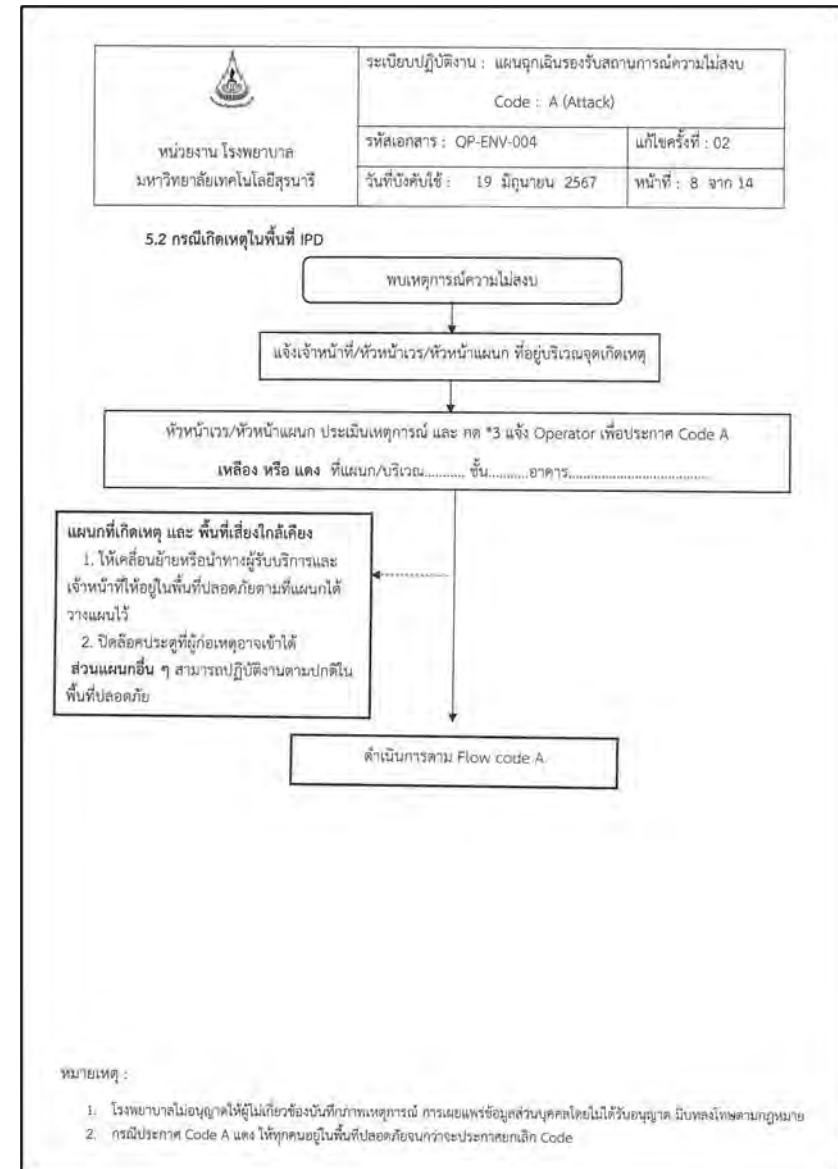 ระเบียบปฏิบัติงาน : แผนฉุกเฉินรองรับสถานการณ์ความไม่สงบ
Code : A (Attack)
หน่วยงาน โรงพยาบาล
มหาวิทยาลัยเทคโนโลยีสุรนารี
รหัสเอกสาร : QP-ENV-004
แก้ไขครั้งที่ : 02
วันที่บังคับใช้ : 19 มิถุนายน 2567
หน้าที่ : 8 จาก 14
5.2 กรณีเกิดเหตุในพื้นที่ IPD
พบเหตุการณ์ความไม่สงบ
แจ้งเจ้าหน้าที่/หัวหน้าเวร/หัวหน้าแผนก ที่อยู่บริเวณจุดเกิดเหตุ
หัวหน้าเวร/หัวหน้าแผนก ประเมินเหตุการณ์ และ กด *3 แจ้ง Operator เพื่อประกาศ Code A
เหลือง หรือ แดง ที่แผนก/บริเวณ........... ชั้น...........อาคาร.....................................
แผนกที่เกิดเหตุ และ พื้นที่เสี่ยงใกล้เคียง
1. ให้เคลื่อนย้ายหรือนำทางผู้รับบริการและ
เจ้าหน้าที่ให้อยู่ในพื้นที่ปลอดภัยตามที่แผนกได้
วางแผนไว้
2. ปิดล๊อคประตูที่ผู้ก่อเหตุอาจเข้าได้
ส่วนแผนกอื่น ๆ สามารถปฏิบัติงานตามปกติใน
พื้นที่ปลอดภัย
ดำเนินการตาม Flow code A
หมายเหตุ :
1. โรงพยาบาลไม่อนุญาตให้ผู้ไม่เกี่ยวข้องบันทึกภาพเหตุการณ์ การเผยแพร่ข้อมูลส่วนบุคคลโดยไม่ได้รับอนุญาต มีบทลงโทษตามกฎหมาย
2. กรณีประกาศ Code A แดง ให้ทุกคนอยู่ในพื้นที่ปลอดภัยจนกว่าจะประกาศยกเลิก Code